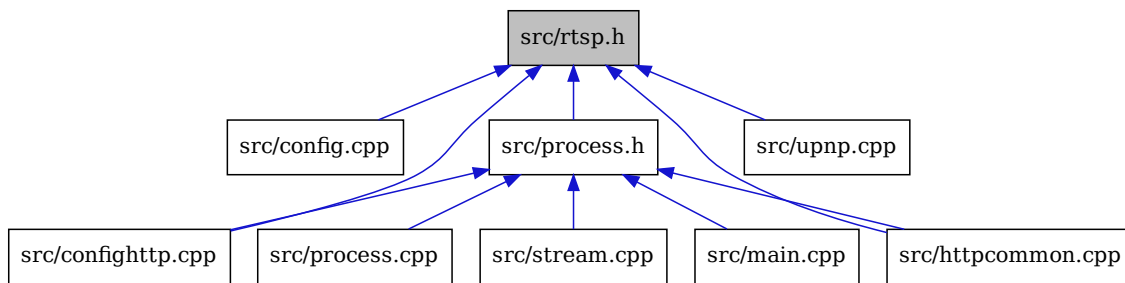 src/rtsp.h
src/config.cpp
src/process.h
src/upnp.cpp
src/confighttp.cpp
src/process.cpp
src/stream.cpp
src/main.cpp
src/httpcommon.cpp